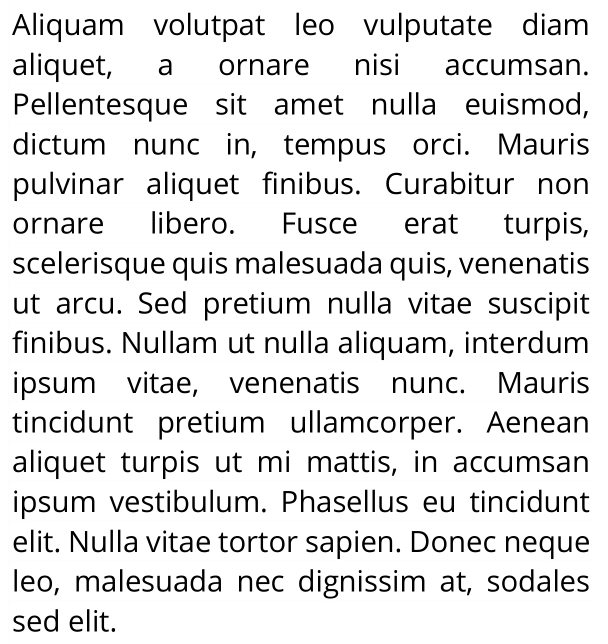 Aliquam volutpat leo vulputate diam
aliquet, a ornare nisi accumsan.
Pellentesque sit amet nulla euismod,
dictum nunc in, tempus orci. Mauris
pulvinar aliquet finibus. Curabitur non
ornare libero. Fusce erat turpis,
scelerisque quis malesuada quis, venenatis
ut arcu. Sed pretium nulla vitae suscipit
finibus. Nullam ut nulla aliquam, interdum
ipsum vitae, venenatis nunc. Mauris
tincidunt pretium ullamcorper. Aenean
aliquet turpis ut mi mattis, in accumsan
ipsum vestibulum. Phasellus eu tincidunt
elit. Nulla vitae tortor sapien. Donec neque
leo, malesuada nec dignissim at, sodales
sed elit.